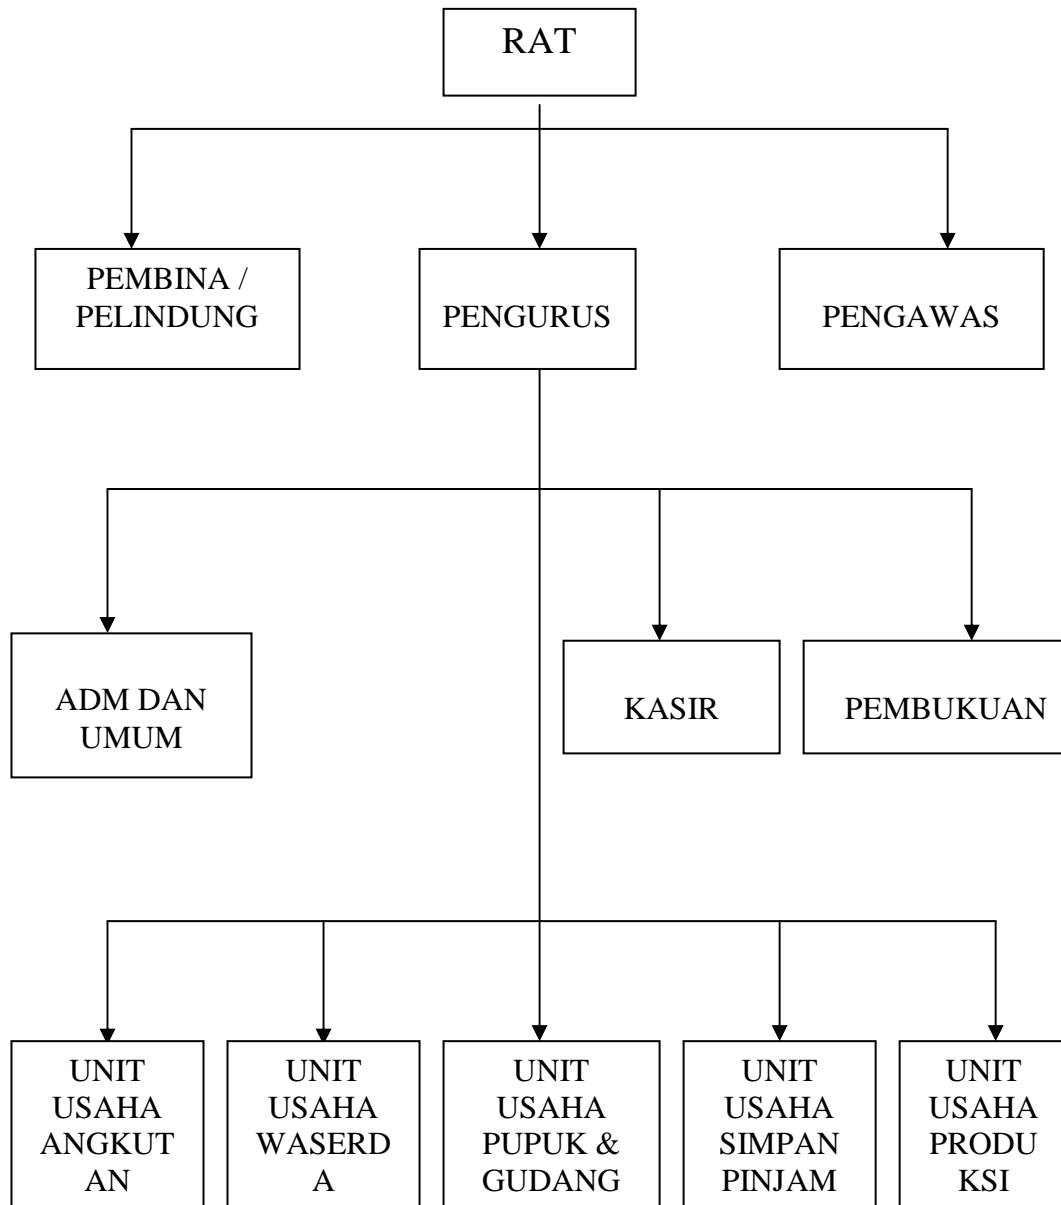 RAT
PEMBINA /
PELINDUNG
PENGURUS
PENGAWAS
ADM DAN
UMUM
KASIR
PEMBUKUAN
UNIT
USAHA
ANGKUT
AN
UNIT
USAHA
WASERD
A
UNIT
USAHA
PUPUK &
GUDANG
UNIT
USAHA
SIMPAN
PINJAM
UNIT
USAHA
PRODU
KSI